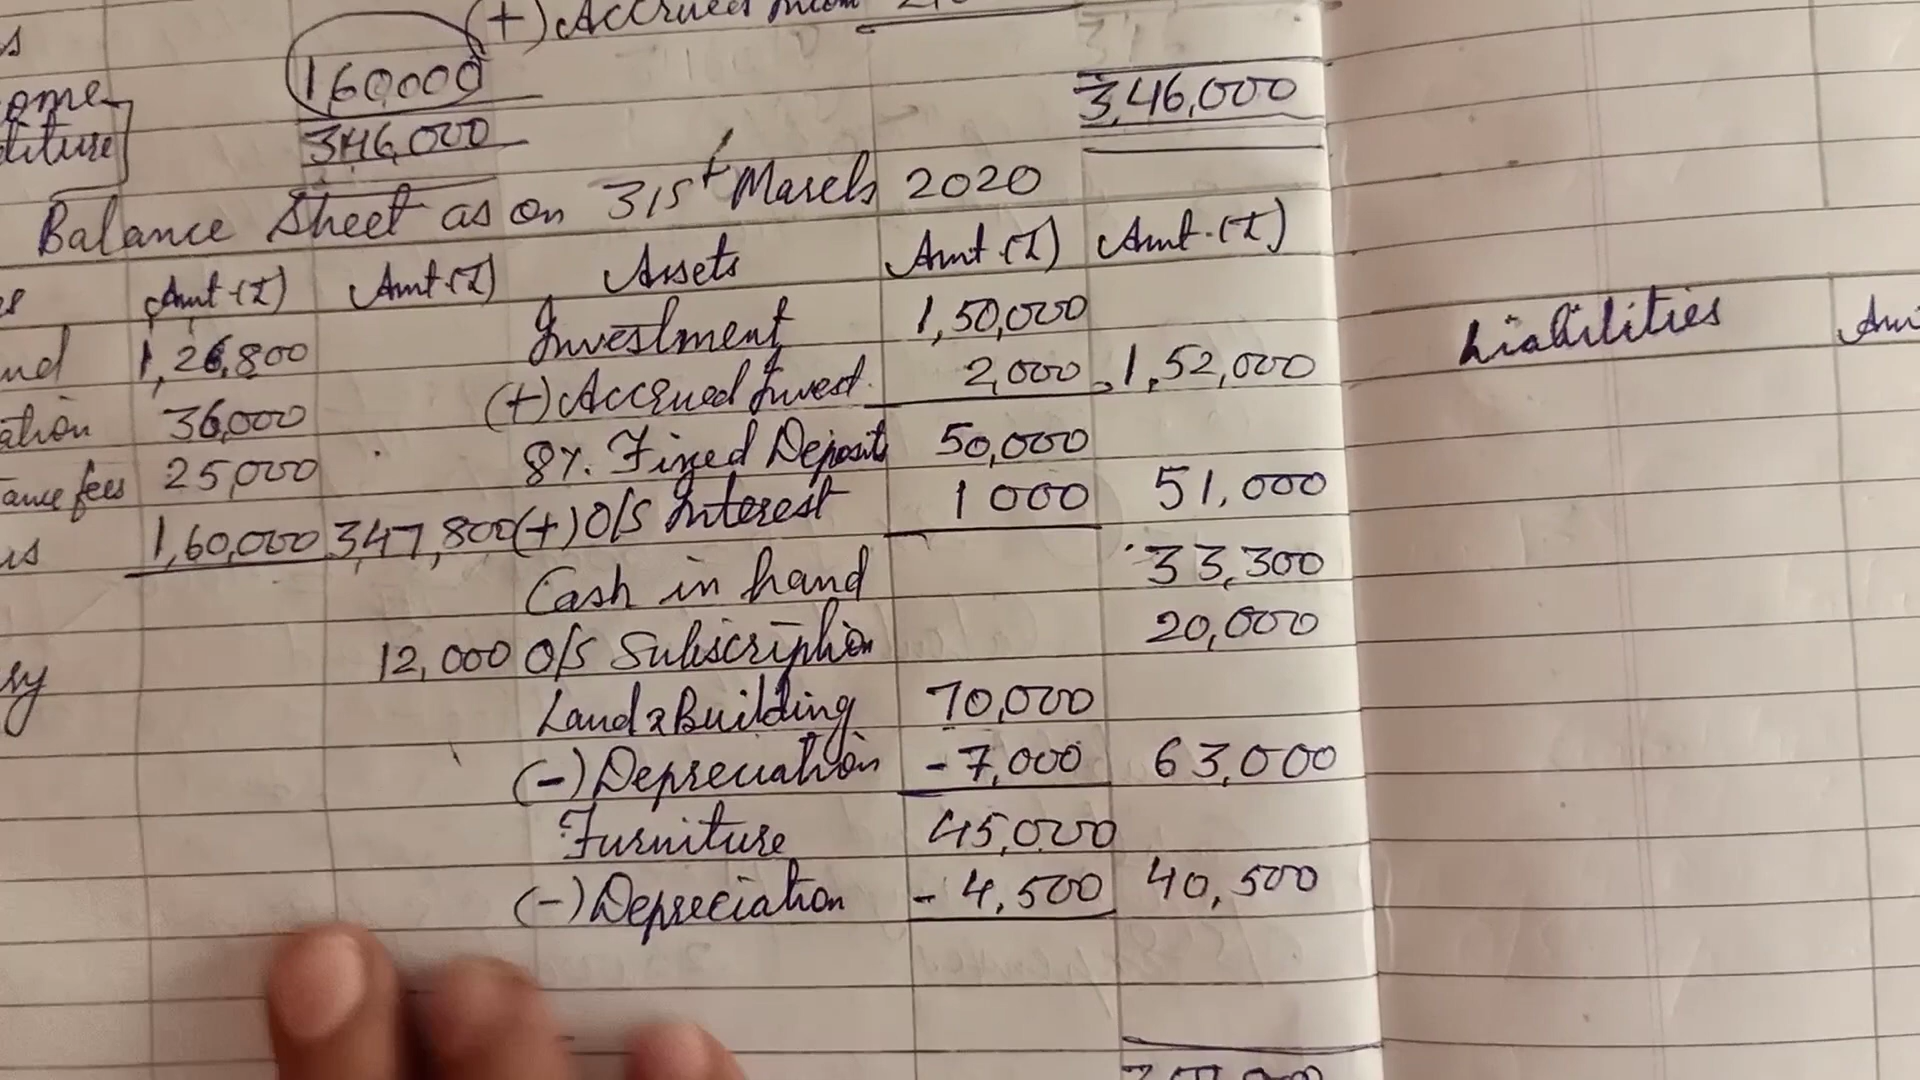 (+) Accrued
160000
ome
3,46,000
diture
346,000
Balance Sheet as on 31st March 2020
Amt.(₹) Amt.(₹) Assets Amt.(₹) Amt.(₹)
Investment 1,50,000
1,26,800
(+) Accrued Invest. 2,000 1,52,000
ation 36,000
8%. Fixed Deposit 50,000
ance fees 25,000
(+) O/S Interest 1 000 51,000
us 1,60,000 347,800
Cash in hand 33,300
12,000 O/S Subscription 20,000
Land & Building 70,000
(-) Depreciation - 7,000 63,000
Furniture 45,000
(-) Depreciation - 4,500 40,500
Liabilities